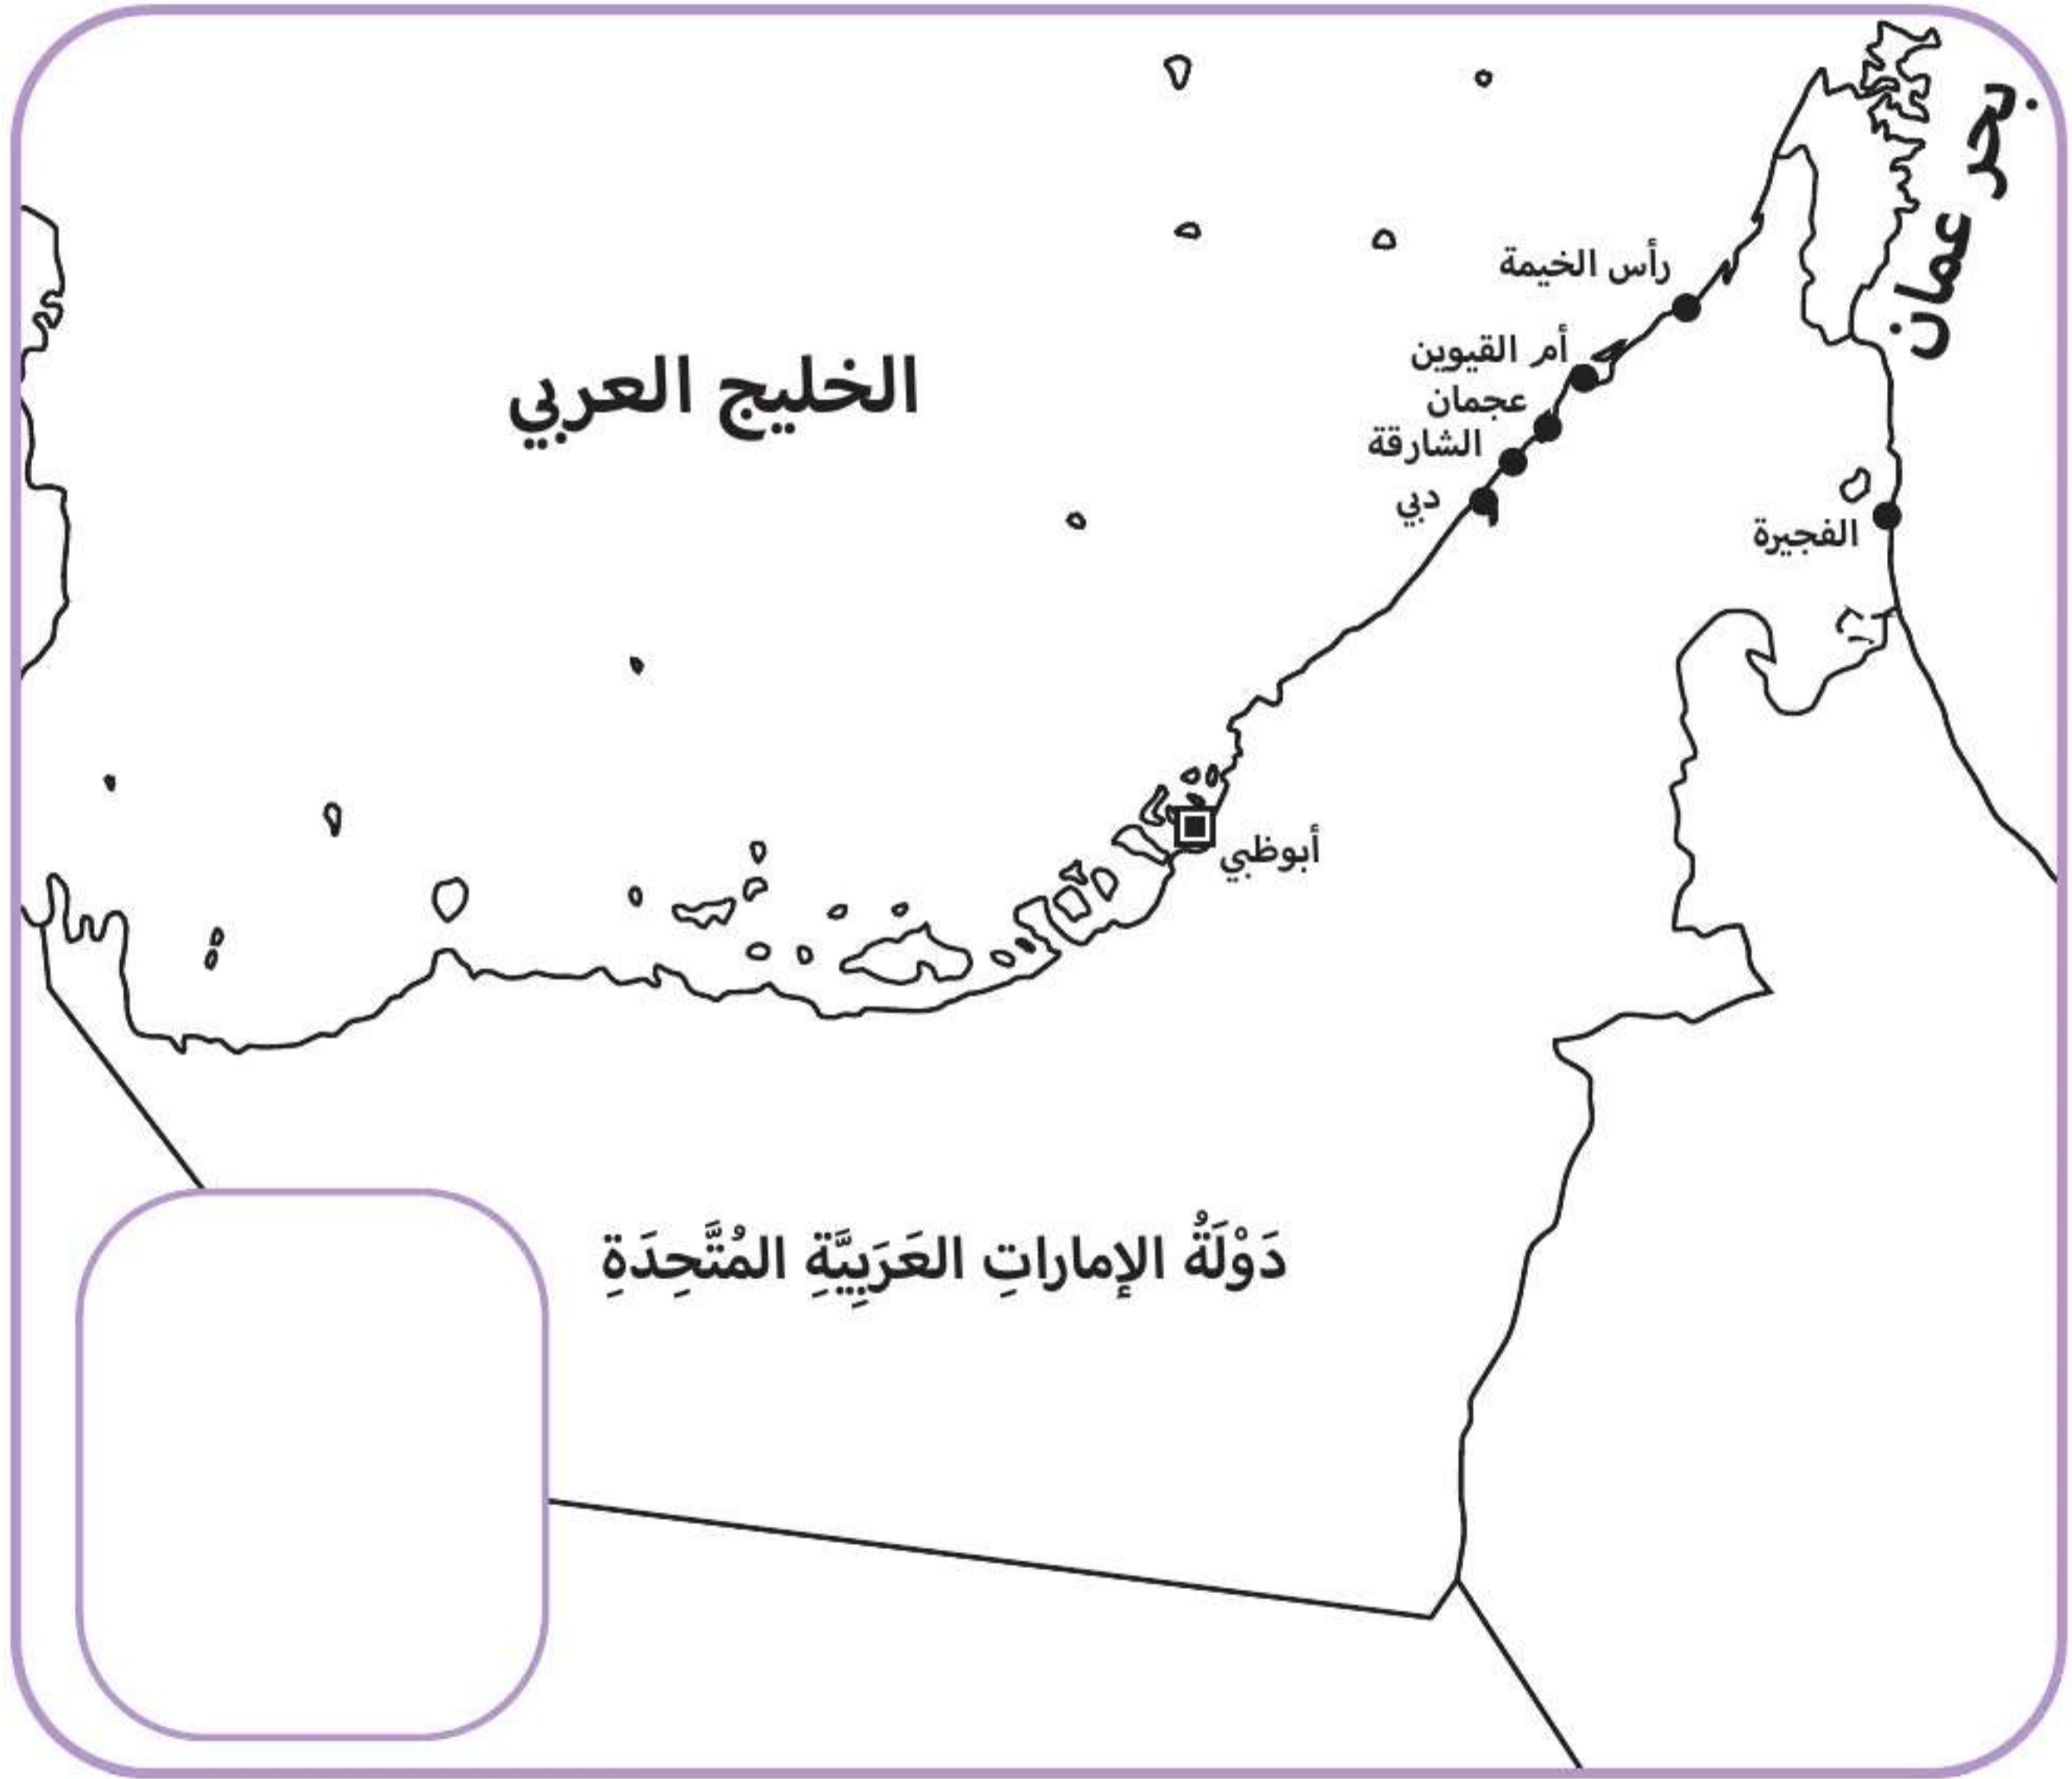 بحر عمان
رأس الخيمة
أم القيوين
الخليج العربي
عجمان
الشارقة
دبي
الفجيرة
أبوظبي
دَوْلَةُ الإماراتِ العَرَبِيَّةِ المُتَّحِدَةِ